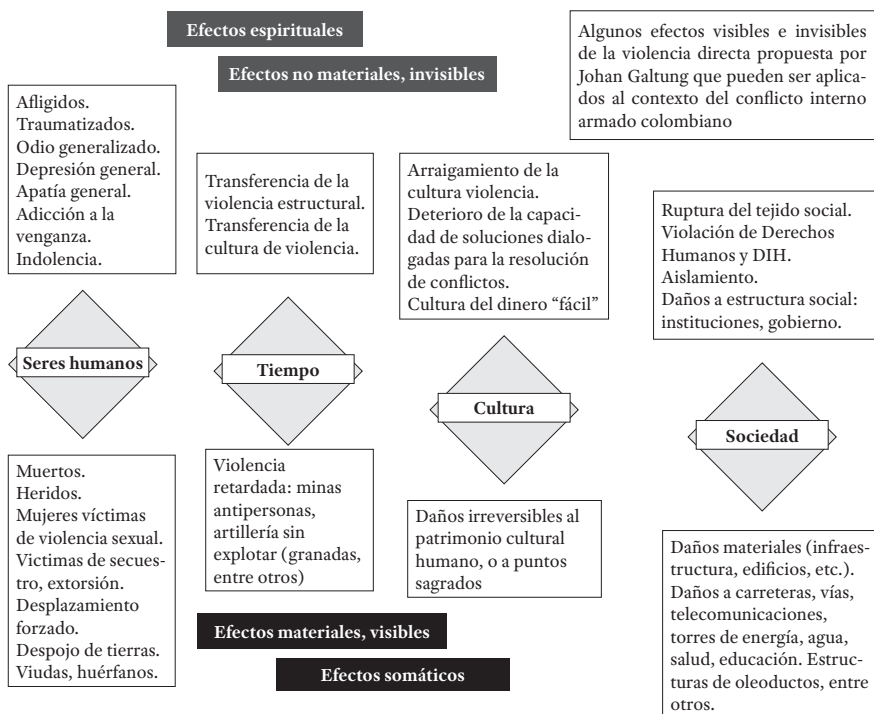 Efectos espirituales
Efectos no materiales, invisibles
Algunos efectos visibles e invisibles
de la violencia directa propuesta por
Johan Galtung que pueden ser aplica-
dos al contexto del conflicto interno
armado colombiano
Afligidos.
Traumatizados.
Odio generalizado.
Depresión general.
Apatía general.
Adicción a la
venganza.
Indolencia.
Transferencia de la
violencia estructural.
Transferencia de la
cultura de violencia.
Arraigamiento de la
cultura violencia.
Deterioro de la capaci-
dad de soluciones dialo-
gadas para la resolución
de conflictos.
Cultura del dinero “fácil”
Ruptura del tejido social.
Violación de Derechos
Humanos y DIH.
Aislamiento.
Daños a estructura social:
instituciones, gobierno.
Seres humanos
Tiempo
Cultura
Sociedad
Muertos.
Heridos.
Mujeres víctimas
de violencia sexual.
Victimas de secues-
tro, extorsión.
Desplazamiento
forzado.
Despojo de tierras.
Viudas, huérfanos.
Violencia
retardada: minas
antipersonas,
artillería sin
explotar (granadas,
entre otros)
Daños irreversibles al
patrimonio cultural
humano, o a puntos
sagrados
Daños materiales (infrae-
structura, edificios, etc.).
Daños a carreteras, vías,
telecomunicaciones,
torres de energía, agua,
salud, educación. Estruc-
turas de oleoductos, entre
otros.
Efectos materiales, visibles
Efectos somáticos